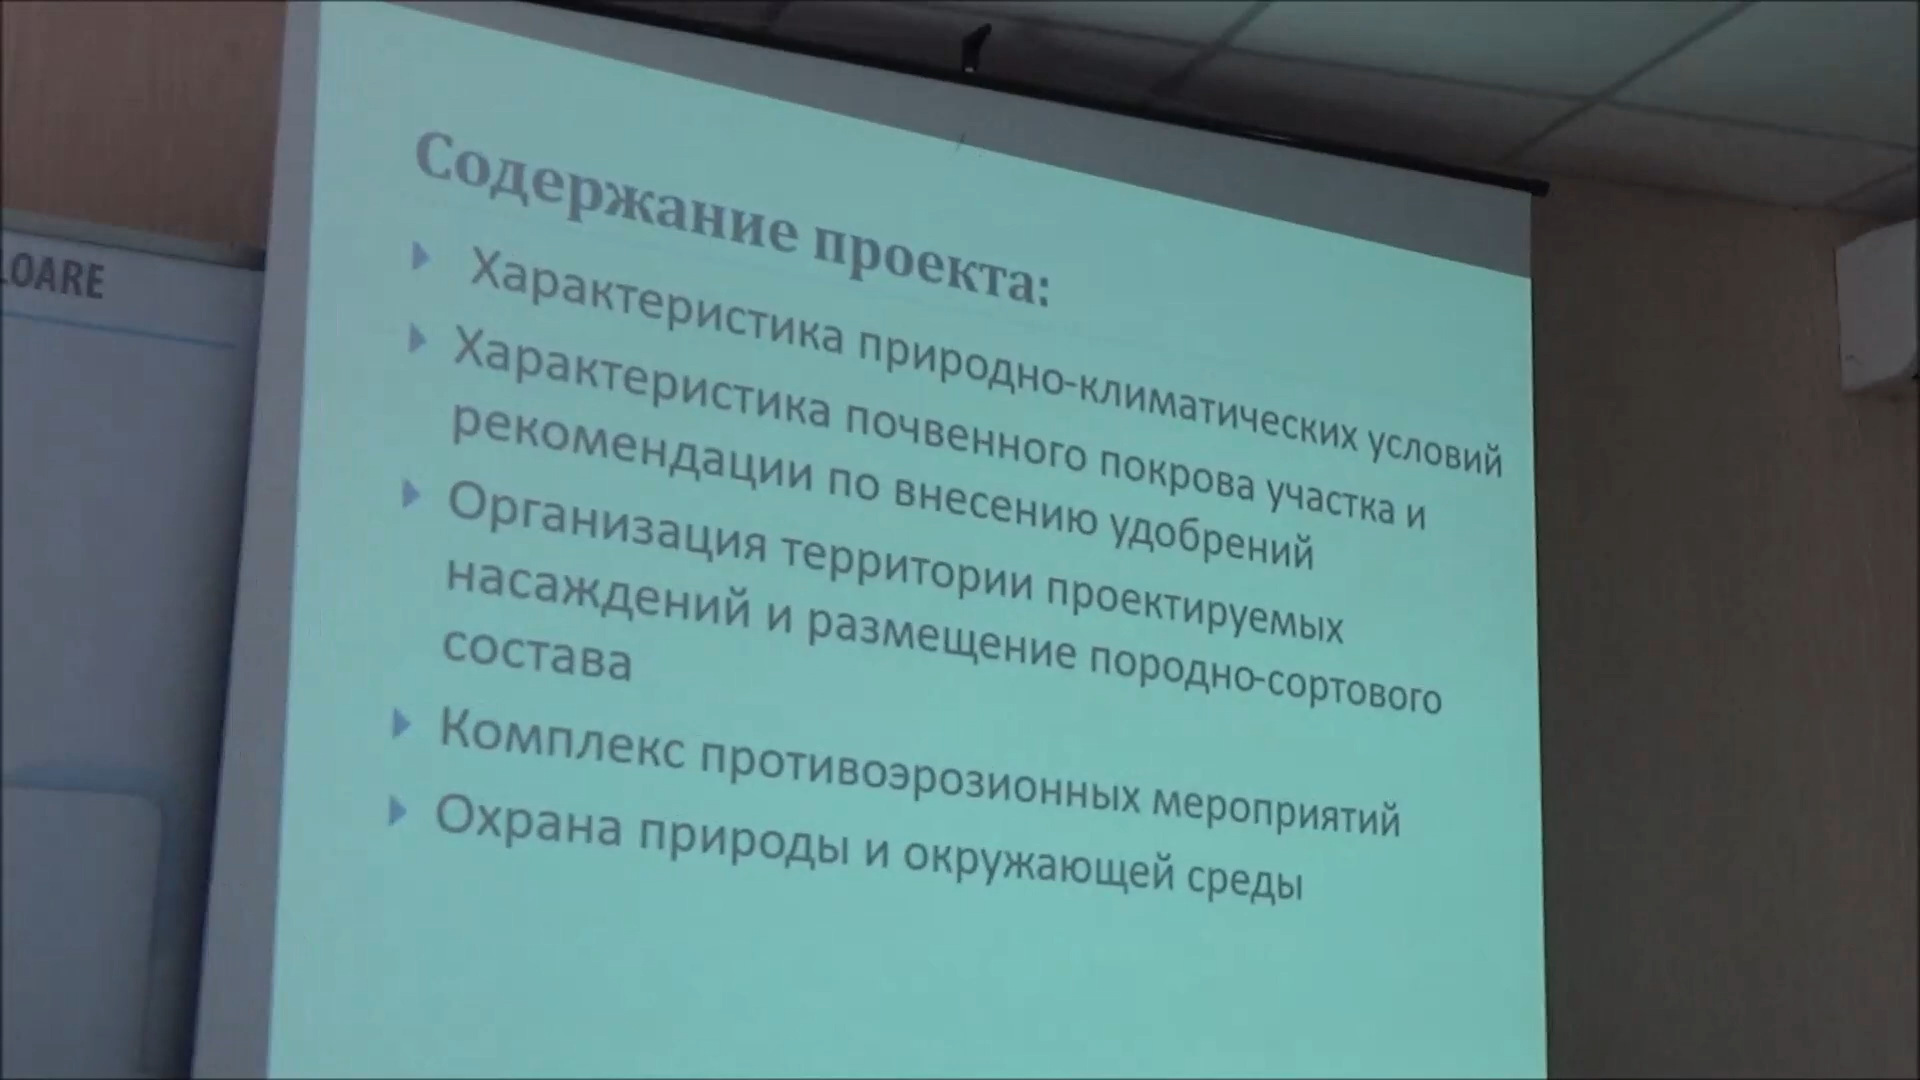 LOARE
Содержание проекта:
Характеристика природно-климатических условий
Характеристика почвенного покрова участка и
рекомендации по внесению удобрений
Организация территории проектируемых
насаждений и размещение породно-сортового
состава
Комплекс противоэрозионных мероприятий
Охрана природы и окружающей среды